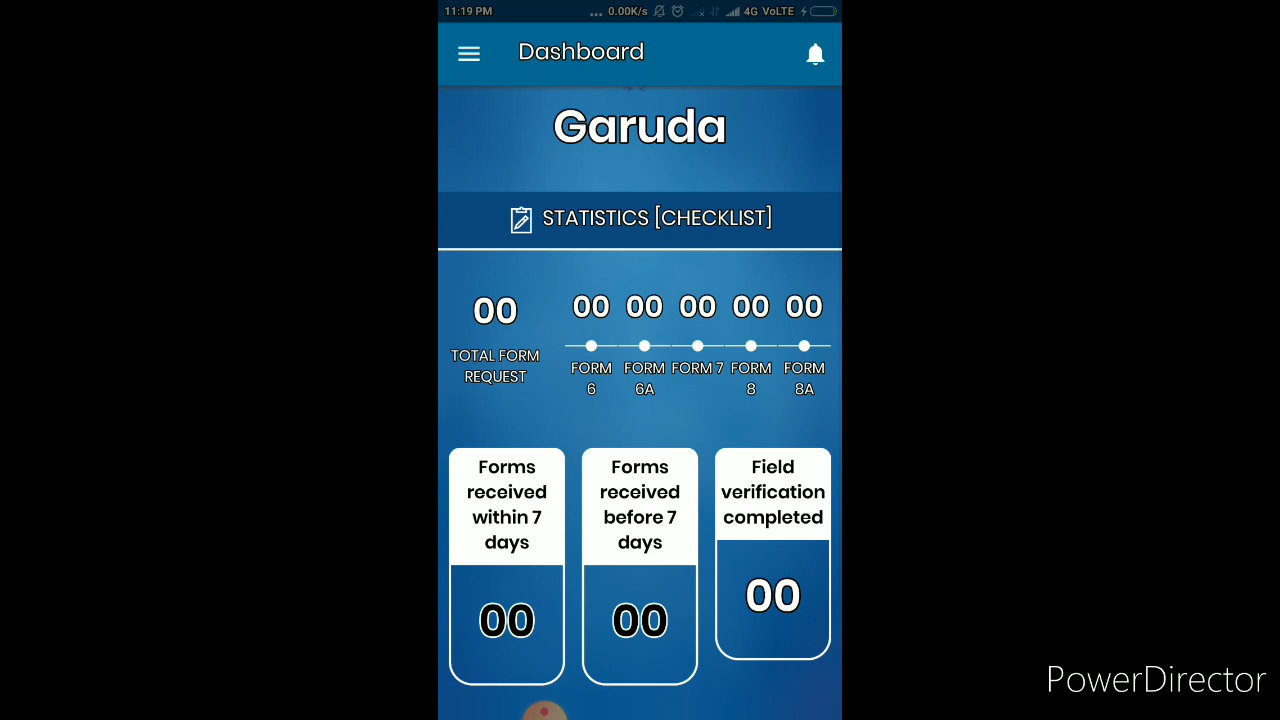 11:19 PM ... 0.00K/s 4G VoLTE
Dashboard
Garuda
STATISTICS [CHECKLIST]
00
TOTAL FORM
REQUEST
00 00 00 00 00
FORM 6
FORM 6A
FORM 7
FORM 8
FORM 8A
Forms
received
within 7
days
00
Forms
received
before 7
days
00
Field
verification
completed
00
PowerDirector